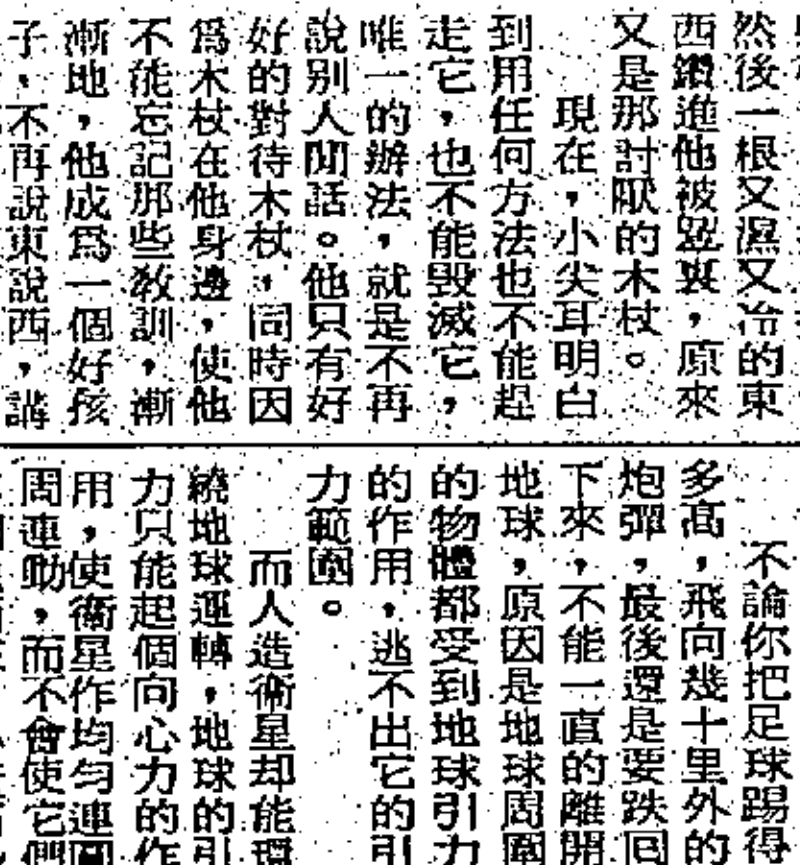 然後一根又濕又冷的東
西鑽進他被窩裏，原來
又是那討厭的木杖。
現在，小尖耳明白
到用任何方法也不能趕
走它，也不能毀滅它，
唯一的辦法，就是不再
說别人閒話。他只有好
好的對待木杖，同時因
爲木杖在他身邊，使他
不能忘記那些教訓，漸
漸地，他成爲一個好孩
子，不再說東說西，講
不論你把足球踢得
多高，飛向幾十里外的
炮彈，最後還是要跌回
下來，不能一直的離開
地球，原因是地球周圍
的物體都受到地球引力
的作用，逃不出它的引
力範圍。
而人造衞星却能環
繞地球運轉，地球的引
力只能起個向心力的作
用，使衞星作均勻連圓
周運動，而不會使它們